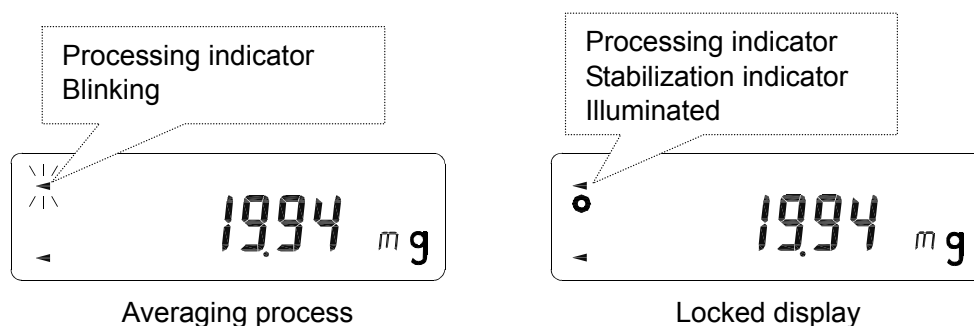 Processing indicator
Blinking
19.94 mg
Averaging process
Processing indicator
Stabilization indicator
Illuminated
19.94 mg
Locked display